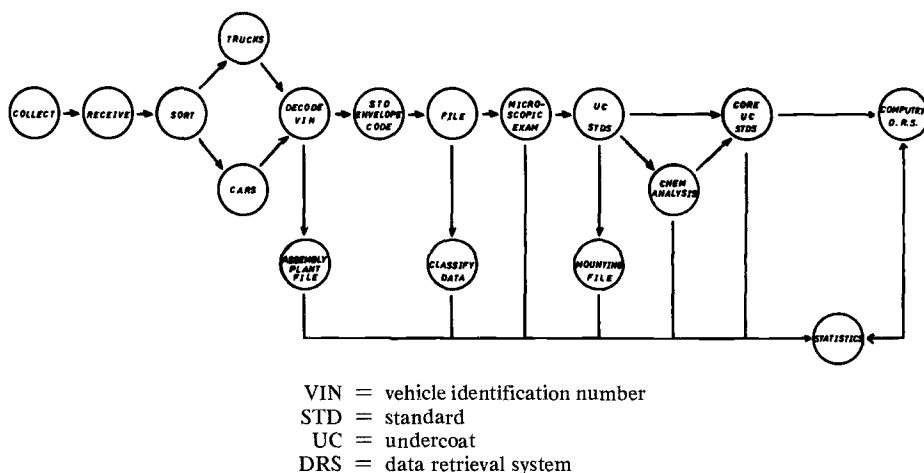 TRUCKS
COLLECT
RECEIVE
SORT
DECODE
VIN
STD
ENVELOPE
CODE
FILE
MICRO-
SCOPIC
EXAM
UC
STDS
CORE
UC
STDS
COMPUTER
D.R.S.
CARS
CHEM
ANALYSIS
ASSEMBLY
PLANT
FILE
CLASSIFY
DATA
MOUNTING
FILE
STATISTICS
VIN = vehicle identification number
STD = standard
UC = undercoat
DRS = data retrieval system